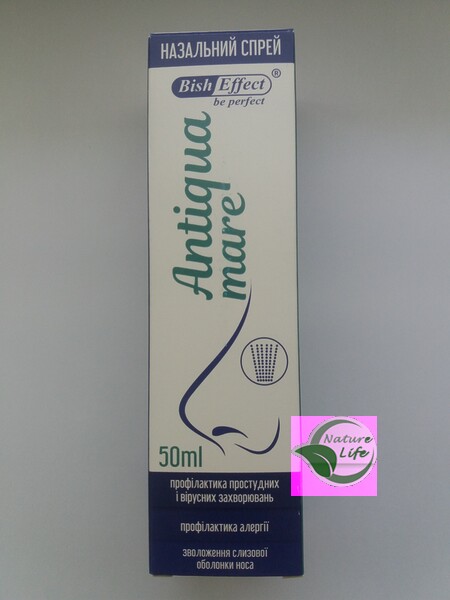 НАЗАЛЬНИЙ СПРЕЙ
Bish Effect®
be perfect
Antiqua
mare
50ml
профілактика простудних
і вірусних захворювань
профілактика алергії
зволоження слизової
оболонки носа
Nature
Life